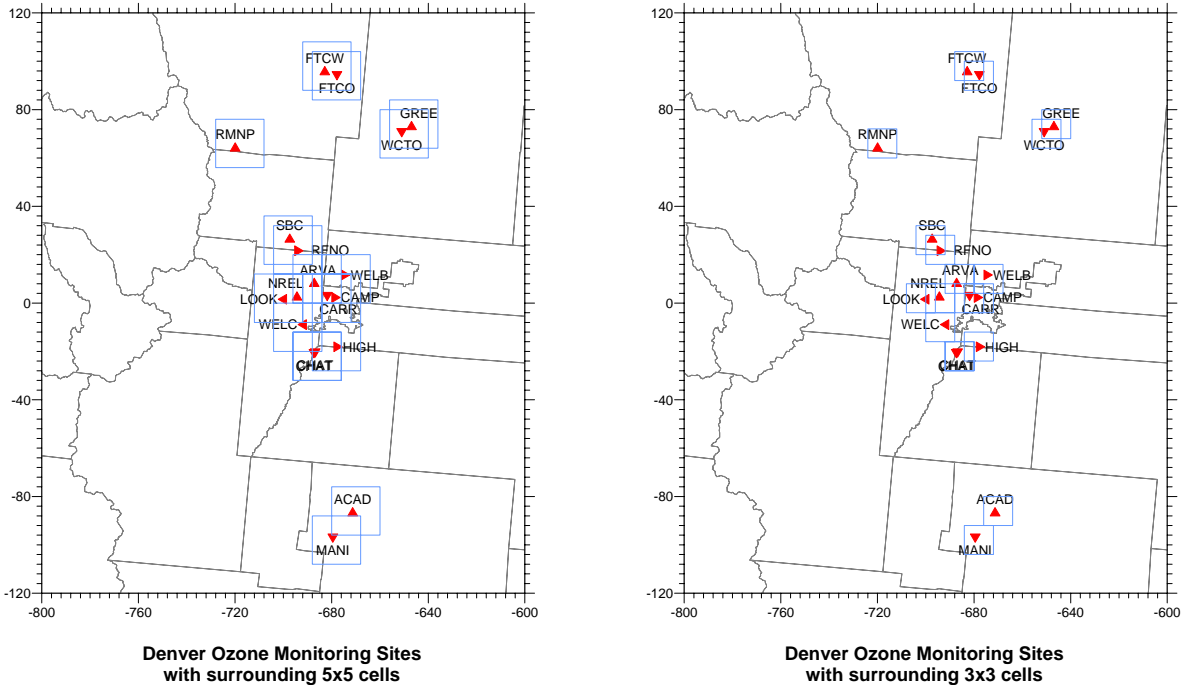 120
80
40
0
-40
-80
-120
-800
-760
-720
-680
-640
-600
FTCW
FTCO
GREE
WCTO
RMNP
SBC
RFNO
ARVA
WELB
NREL
LOOK
CAMP
CARR
WELC
HIGH
CHAT
ACAD
MANI
Denver Ozone Monitoring Sites
with surrounding 5x5 cells
120
80
40
0
-40
-80
-120
-800
-760
-720
-680
-640
-600
FTCW
FTCO
GREE
WCTO
RMNP
SBC
RFNO
ARVA
WELB
NREL
LOOK
CAMP
CARR
WELC
HIGH
CHAT
ACAD
MANI
Denver Ozone Monitoring Sites
with surrounding 3x3 cells